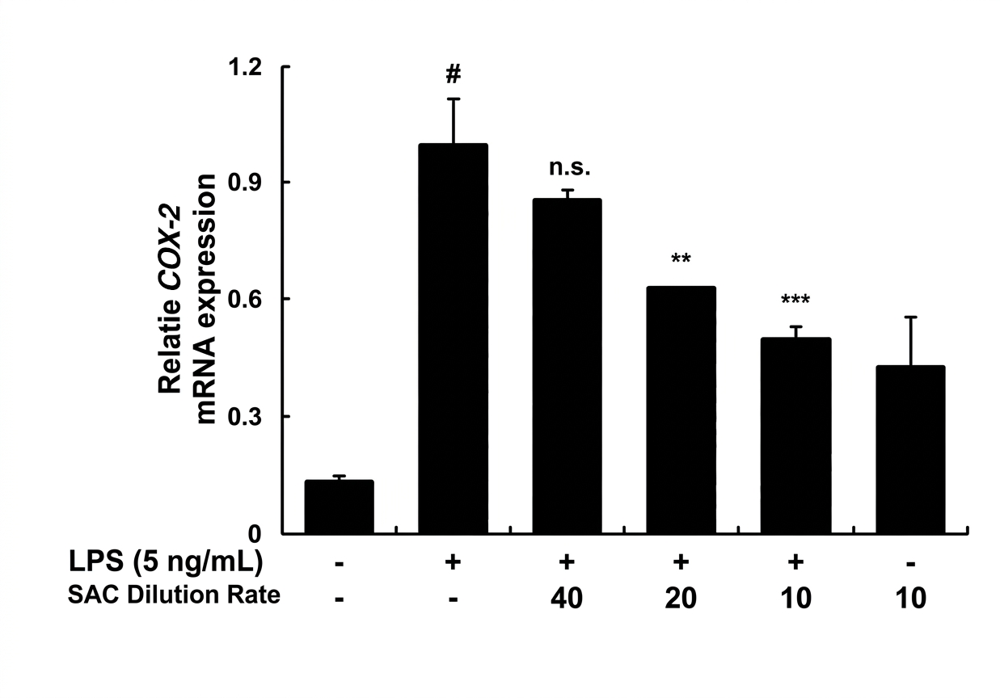 1.2
#
0.9
n.s.
**
0.6
***
0.3
0
Relatie COX-2
mRNA expression
LPS (5 ng/mL) - + + + + -
SAC Dilution Rate - - 40 20 10 10